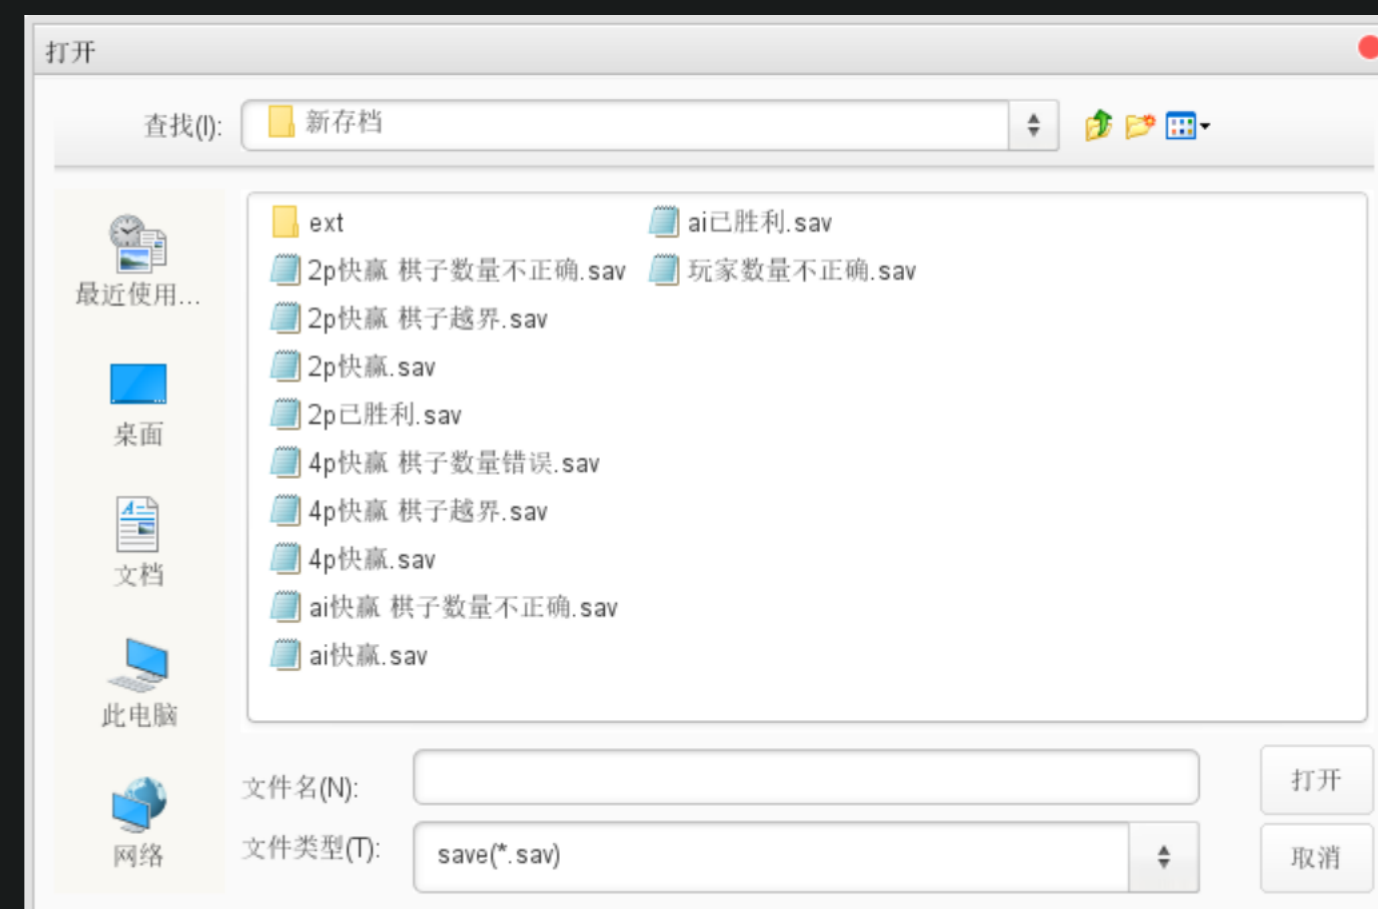 打开
查找(I):
新存档
最近使用...
桌面
文档
此电脑
网络
ext
2p快赢 棋子数量不正确.sav
2p快赢 棋子越界.sav
2p快赢.sav
2p已胜利.sav
4p快赢 棋子数量错误.sav
4p快赢 棋子越界.sav
4p快赢.sav
ai快赢 棋子数量不正确.sav
ai快赢.sav
ai已胜利.sav
玩家数量不正确.sav
文件名(N):
打开
文件类型(T):
save(*.sav)
取消